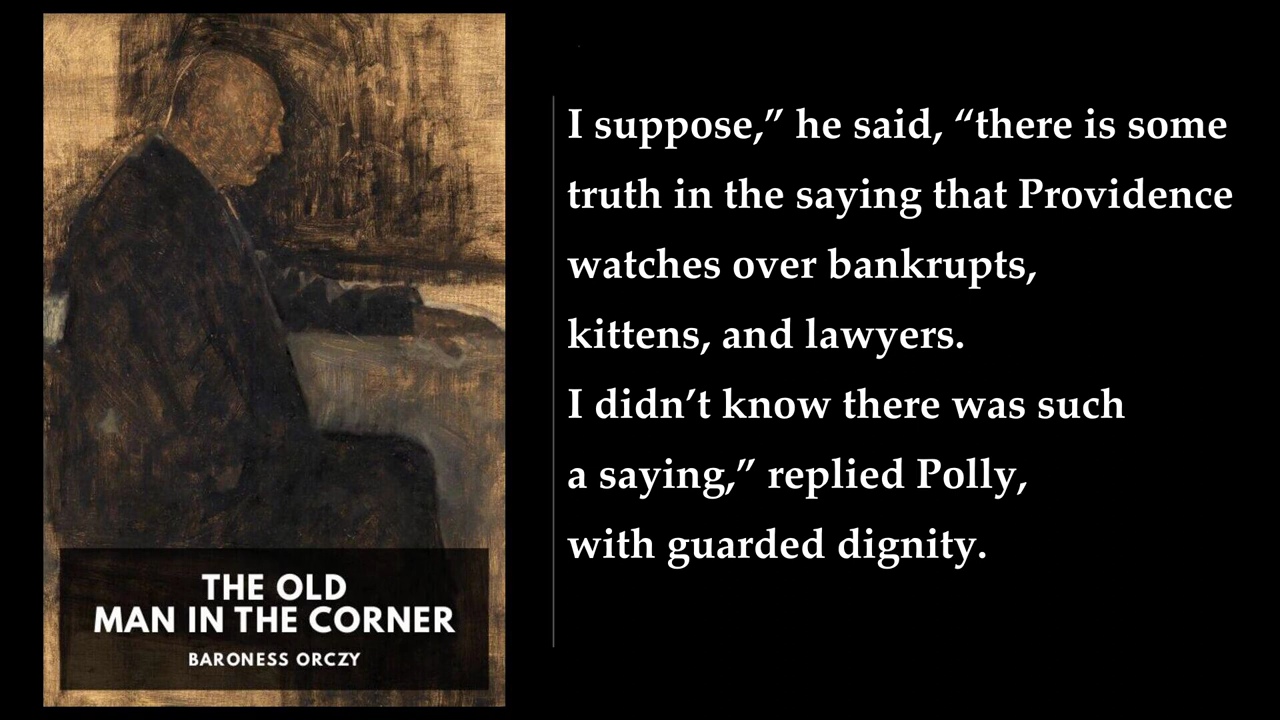 THE OLD
MAN IN THE CORNER
BARONESS ORCZY
I suppose,” he said, “there is some
truth in the saying that Providence
watches over bankrupts,
kittens, and lawyers.
I didn’t know there was such
a saying,” replied Polly,
with guarded dignity.